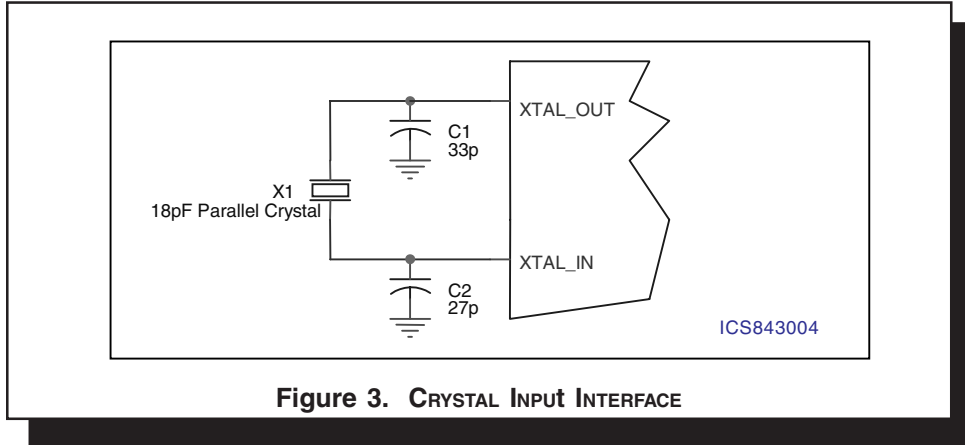 XTAL_OUT
C1
33p
X1
18pF Parallel Crystal
XTAL_IN
C2
27p
ICS843004
Figure 3. CRYSTAL INPUt INTERFACE